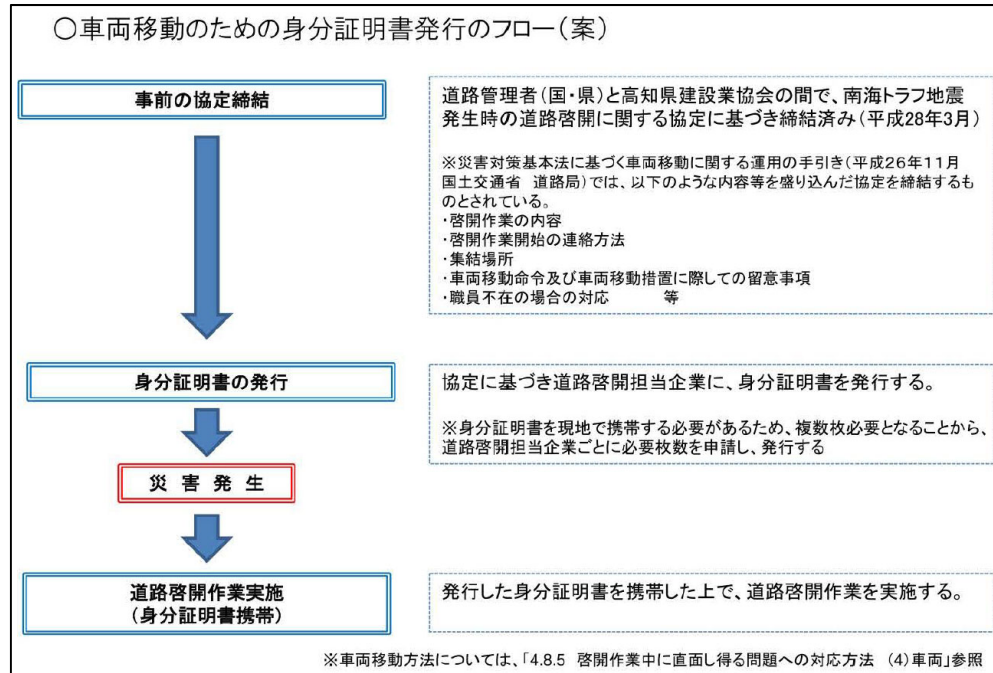 〇車両移動のための身分証明書発行のフロー(案)
事前の協定締結
道路管理者(国・県)と高知県建設業協会の間で、南海トラフ地震
発生時の道路啓開に関する協定に基づき締結済み(平成28年3月)
※災害対策基本法に基づく車両移動に関する運用の手引き(平成26年11月
国土交通省 道路局)では、以下のような内容等を盛り込んだ協定を締結するも
のとされている。
・啓開作業の内容
・啓開作業開始の連絡方法
・集結場所
・車両移動命令及び車両移動措置に際しての留意事項
・職員不在の場合の対応 等
身分証明書の発行
協定に基づき道路啓開担当企業に、身分証明書を発行する。
※身分証明書を現地で携帯する必要があるため、複数枚必要となることから、
道路啓開担当企業ごとに必要枚数を申請し、発行する
災 害 発 生
道路啓開作業実施
(身分証明書携帯)
発行した身分証明書を携帯した上で、道路啓開作業を実施する。
※車両移動方法については、「4.8.5 啓開作業中に直面し得る問題への対応方法 (4)車両」参照